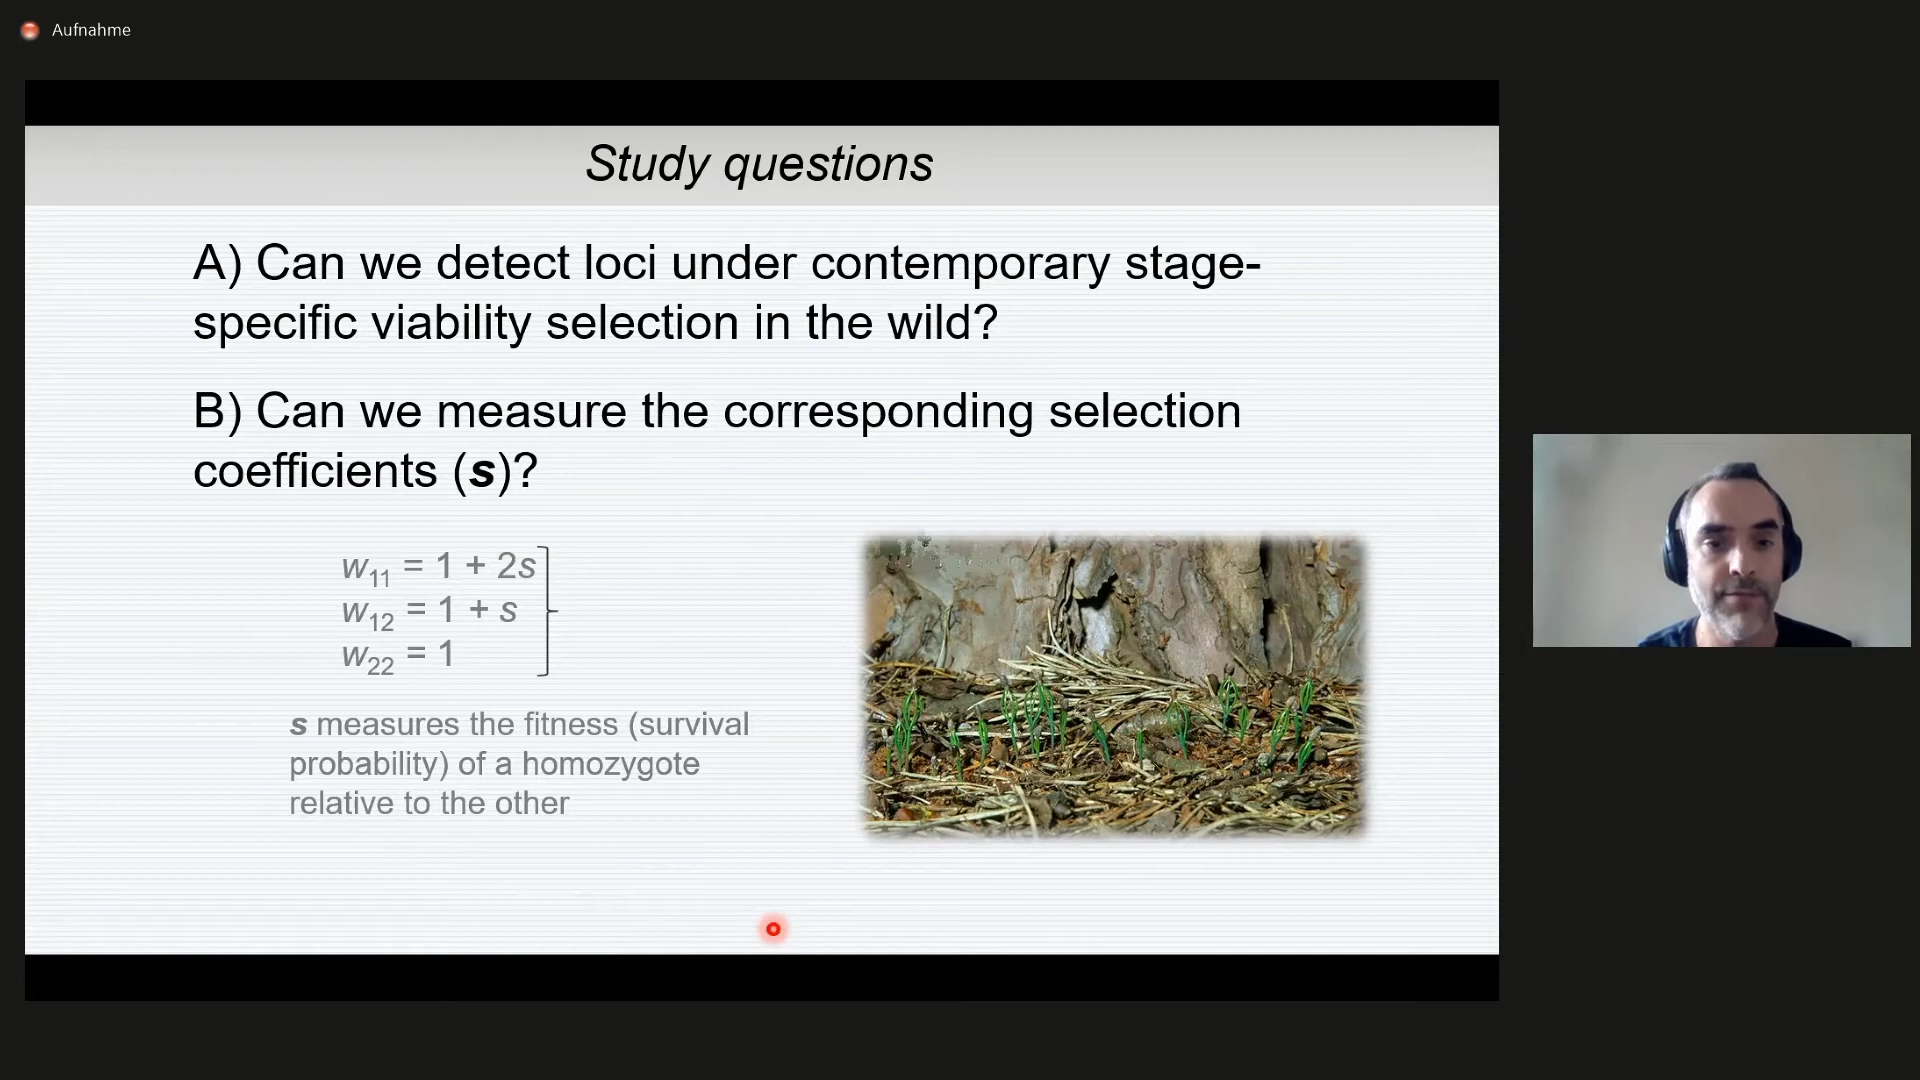 Aufnahme
Study questions
A) Can we detect loci under contemporary stage-
specific viability selection in the wild?
B) Can we measure the corresponding selection
coefficients (s)?
w11 = 1 + 2s
w12 = 1 + s
w22 = 1
s measures the fitness (survival
probability) of a homozygote
relative to the other